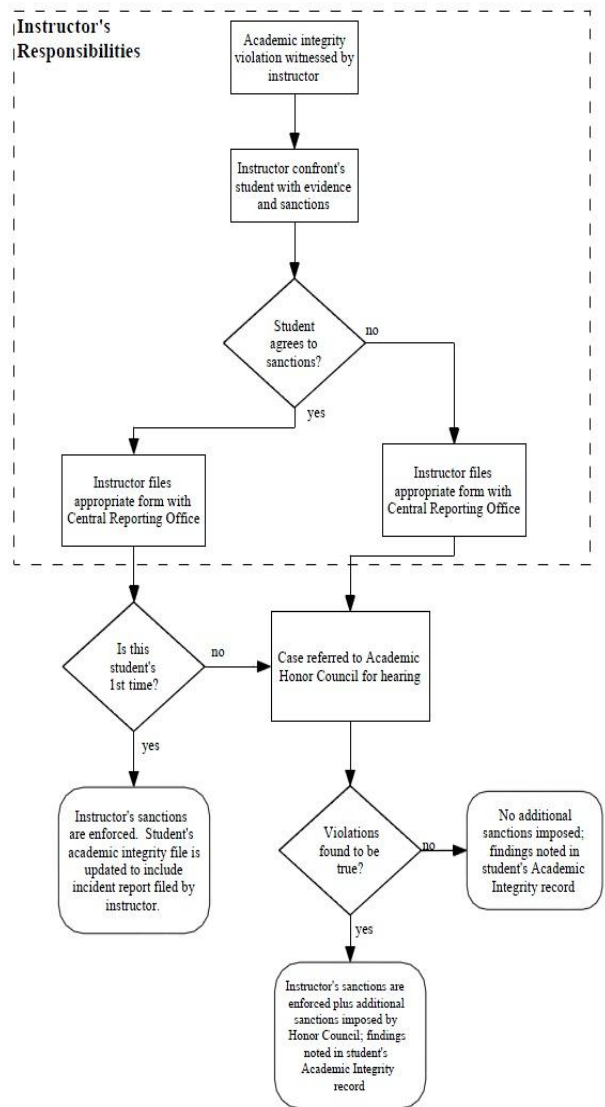 Instructor's
Responsibilities
Academic integrity
violation witnessed by
instructor
Instructor confront's
student with evidence
and sanctions
Student
agrees to
sanctions?
no
yes
Instructor files
appropriate form with
Central Reporting Office
Instructor files
appropriate form with
Central Reporting Office
Is this
student's
1st time?
no
yes
Case referred to Academic
Honor Council for hearing
Instructor's sanctions
are enforced. Student's
academic integrity file is
updated to include
incident report filed by
instructor.
Violations
found to be
true?
no
yes
No additional
sanctions imposed;
findings noted in
student's Academic
Integrity record
Instructor's sanctions are
enforced plus additional
sanctions imposed by
Honor Council; findings
noted in student's
Academic Integrity
record